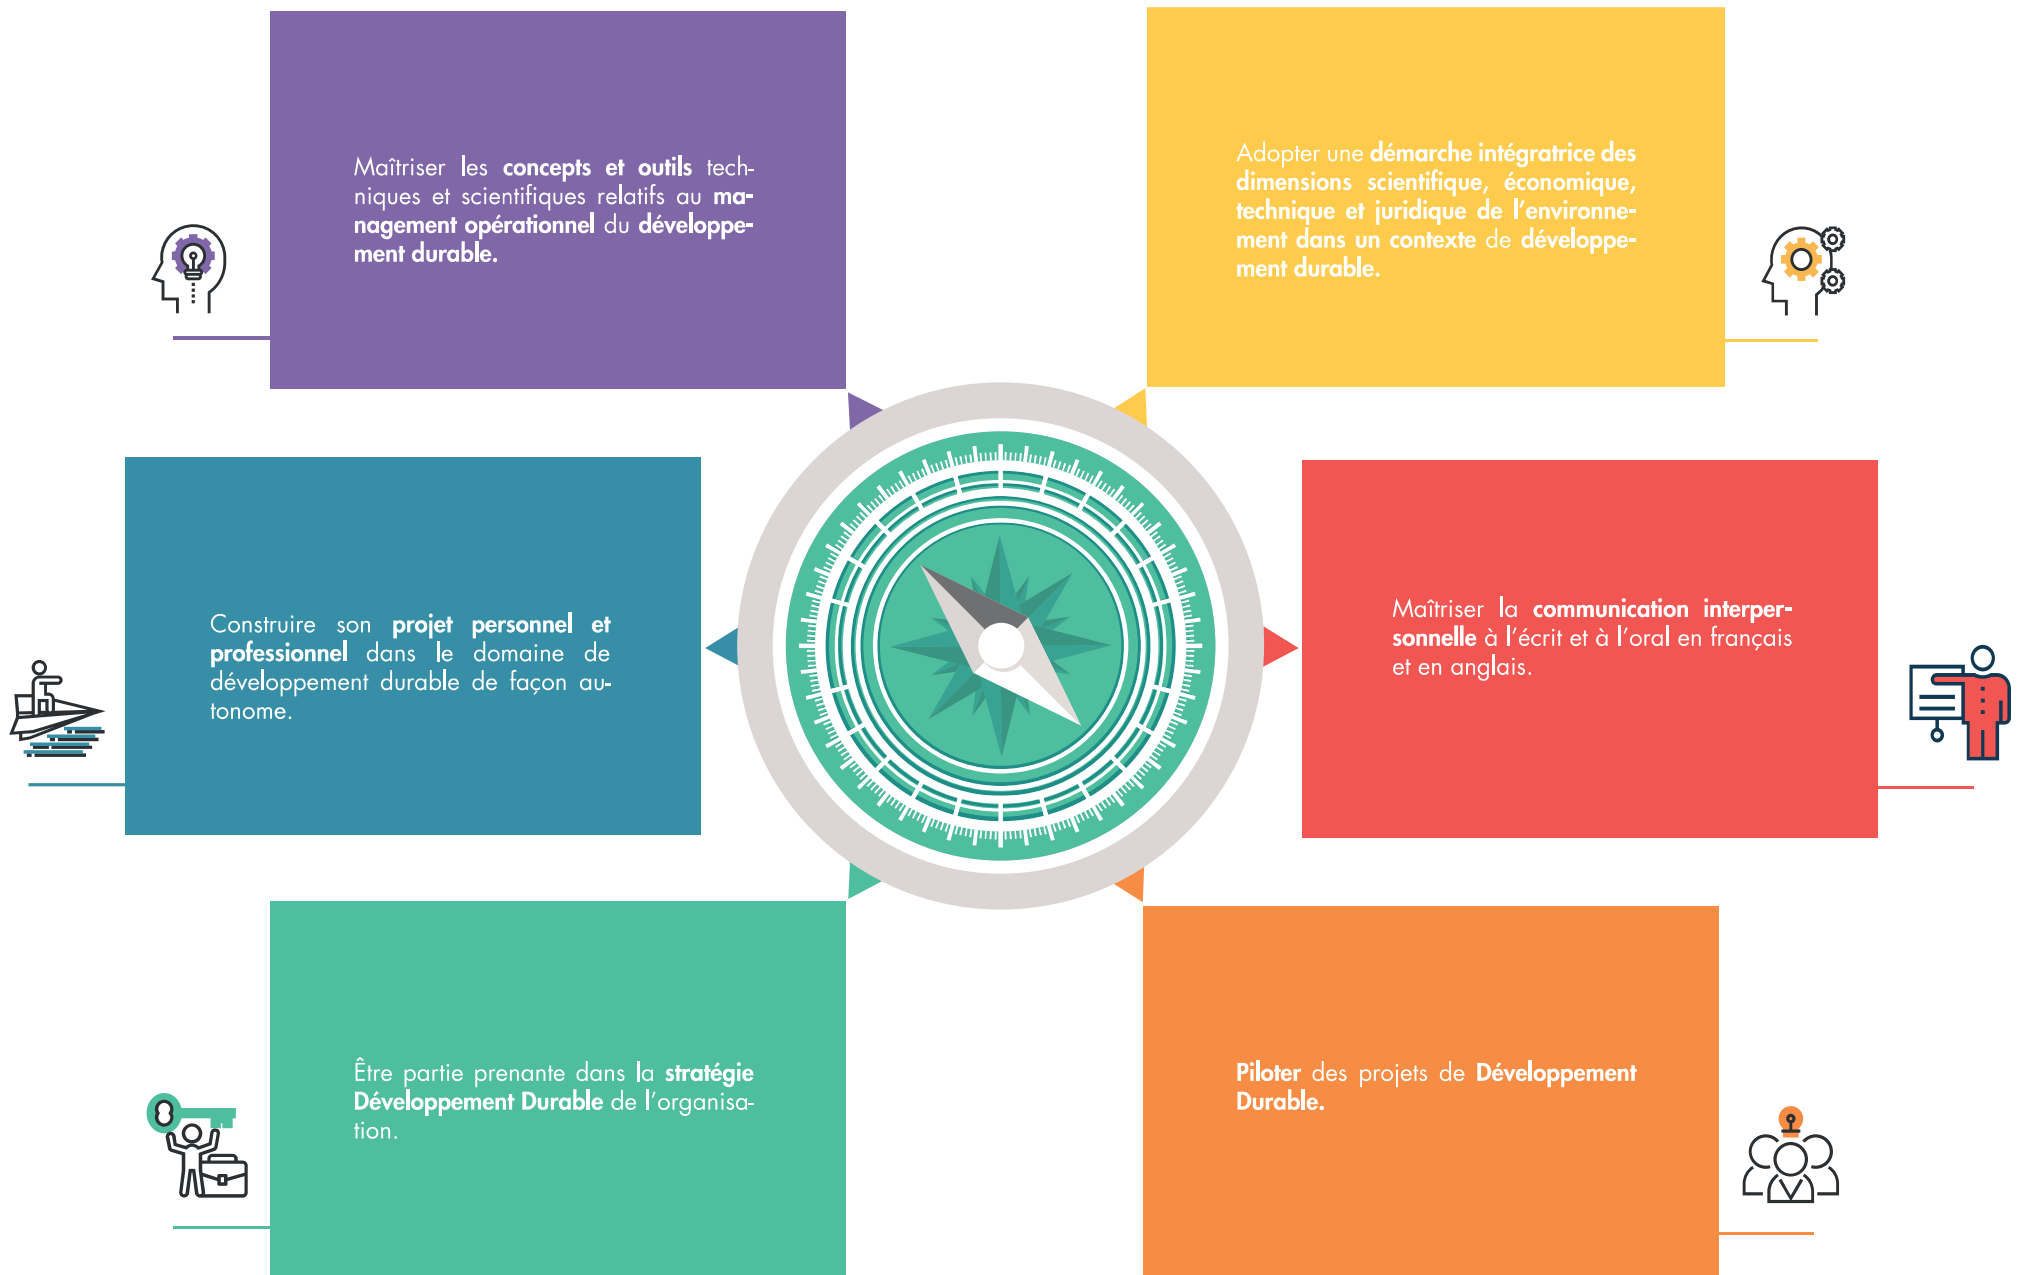 Maîtriser les concepts et outils tech-
niques et scientifiques relatifs au ma-
nagement opérationnel du développe-
ment durable.
Adopter une démarche intégratrice des
dimensions scientifique, économique,
technique et juridique de l'environne-
ment dans un contexte de développe-
ment durable.
Construire son projet personnel et
professionnel dans le domaine de
développement durable de façon au-
tonome.
Maîtriser la communication interper-
sonnelle à l'écrit et à l'oral en français
et en anglais.
Être partie prenante dans la stratégie
Développement Durable de l'organisa-
tion.
Piloter des projets de Développement
Durable.